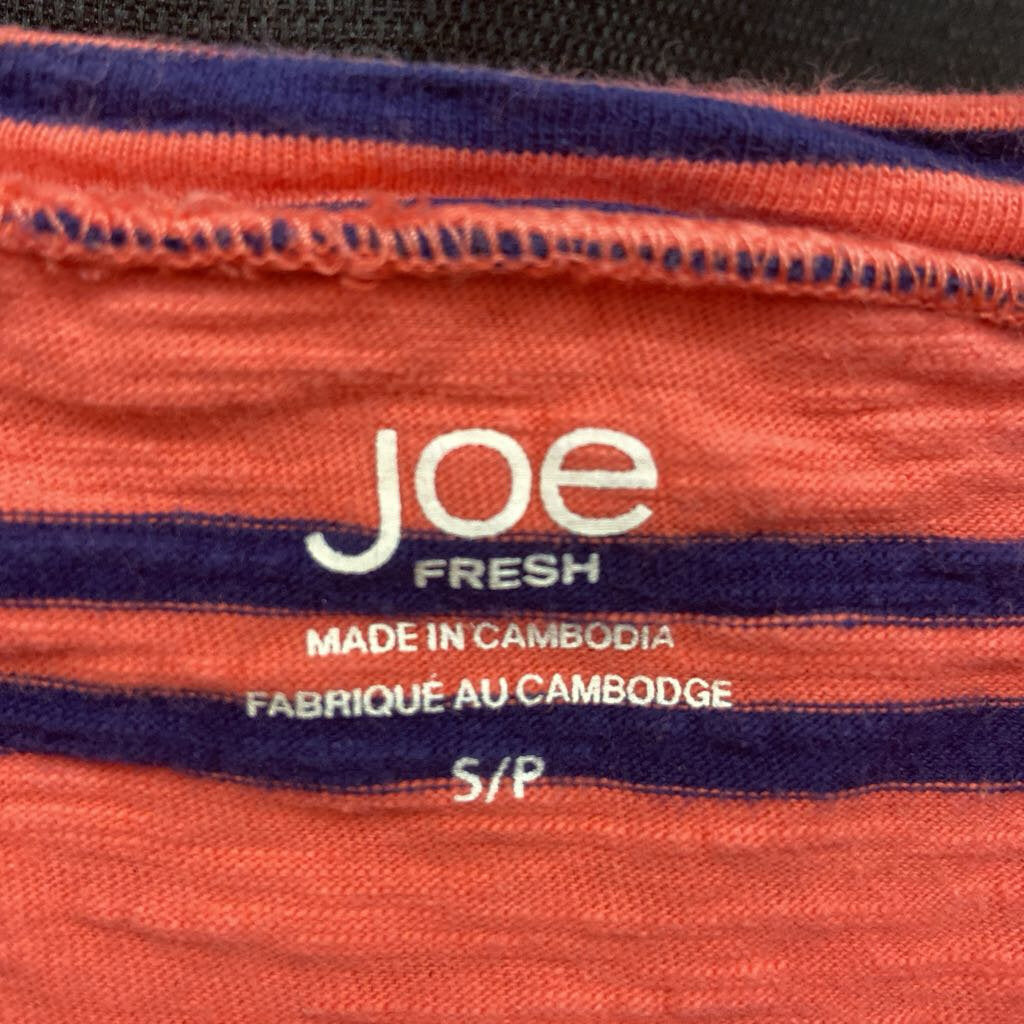 joe
FRESH
MADE IN CAMBODIA
FABRIQUÉ AU CAMBODGE
S/P